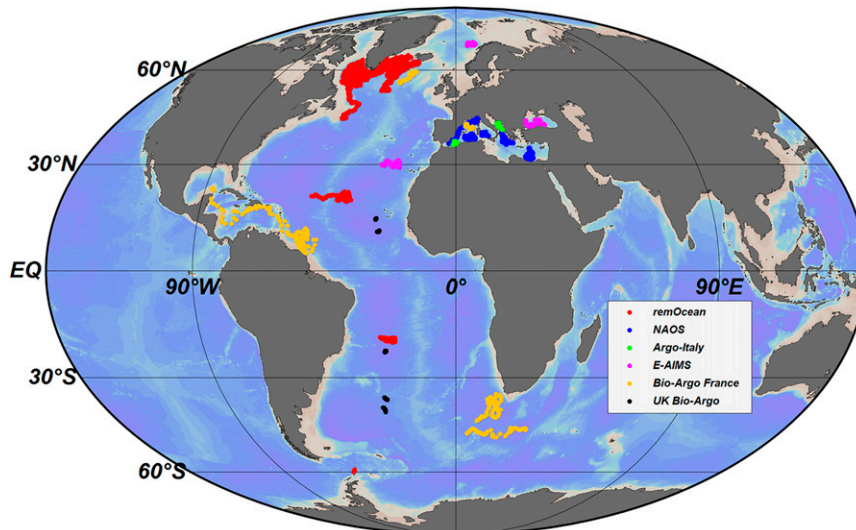 60°N
30°N
EQ
90°W
0°
90°E
remOcean
NAOS
Argo-Italy
E-AIMS
Bio-Argo France
UK Bio-Argo
30°S
60°S